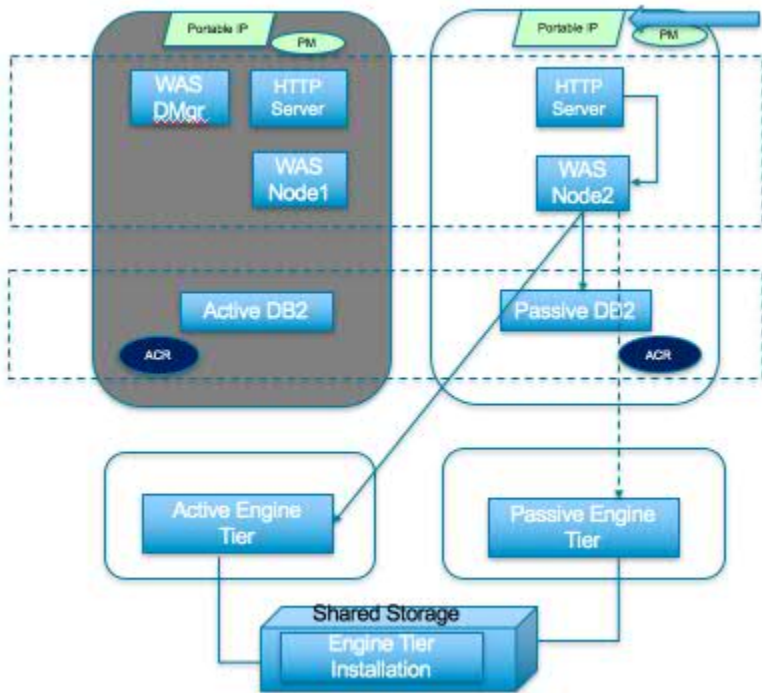 Portable IP
PM
Portable IP
PM
WAS
DMgr
HTTP
Server
HTTP
Server
WAS
Node1
WAS
Node2
Active DB2
Passive DB2
ACR
ACR
Active Engine
Tier
Passive Engine
Tier
Shared Storage
Engine Tier
Installation